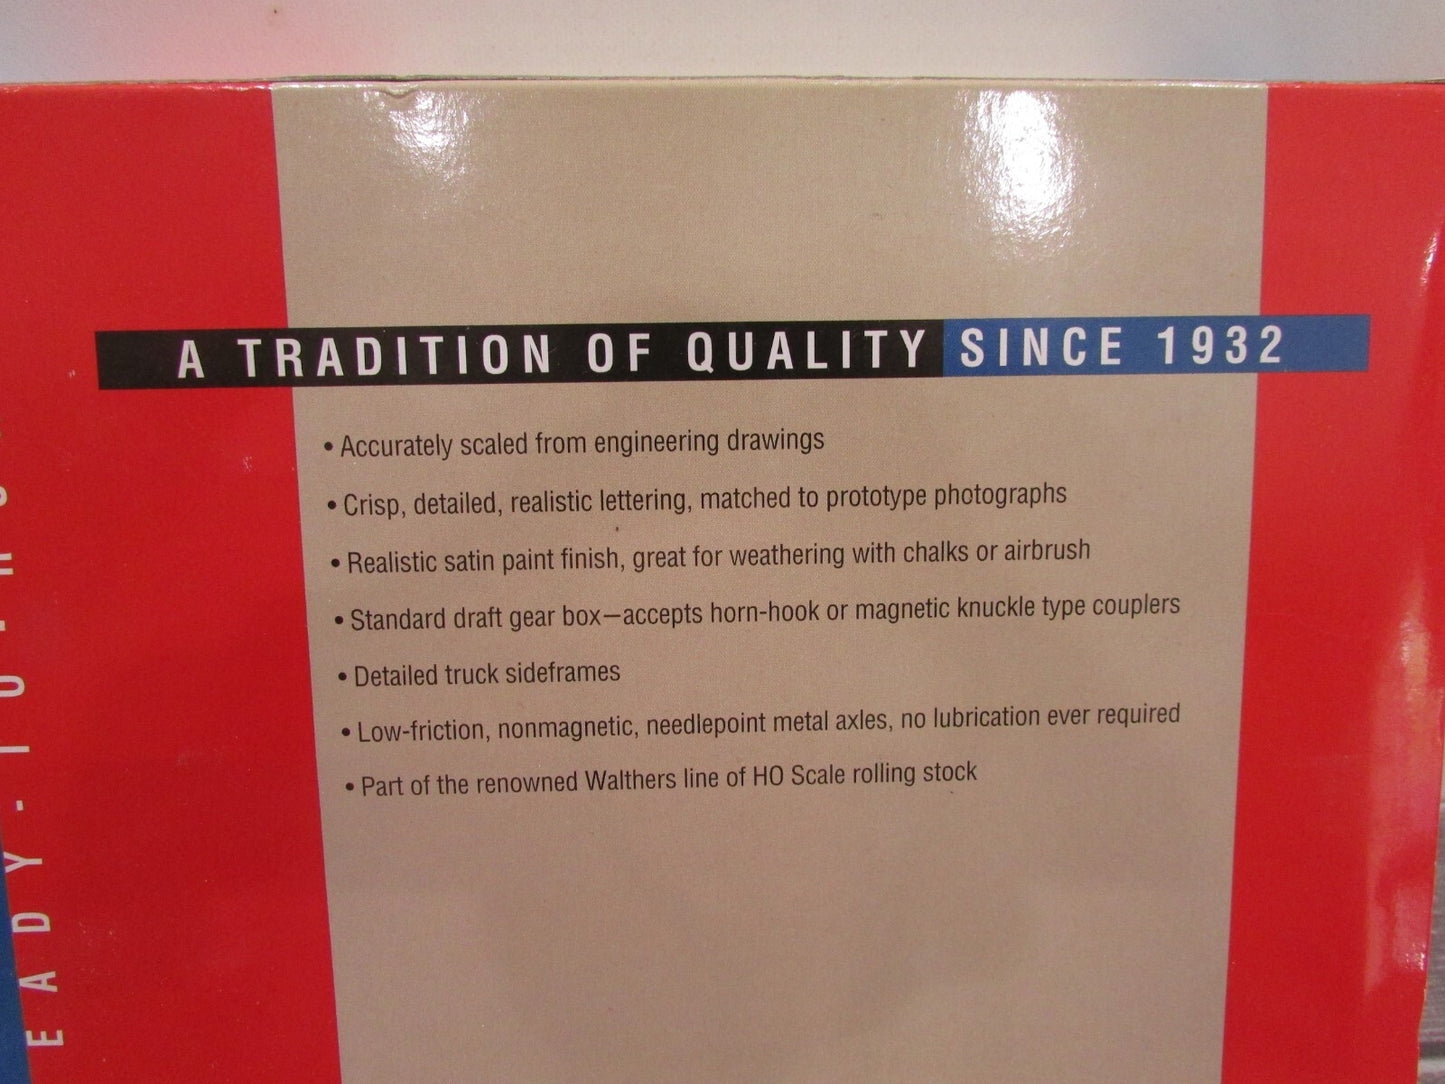 A TRADITION OF QUALITY SINCE 1932
• Accurately scaled from engineering drawings
• Crisp, detailed, realistic lettering, matched to prototype photographs
• Realistic satin paint finish, great for weathering with chalks or airbrush
• Standard draft gear box—accepts horn-hook or magnetic knuckle type couplers
• Detailed truck sideframes
• Low-friction, nonmagnetic, needlepoint metal axles, no lubrication ever required
• Part of the renowned Walthers line of HO Scale rolling stock
EADY-TO-